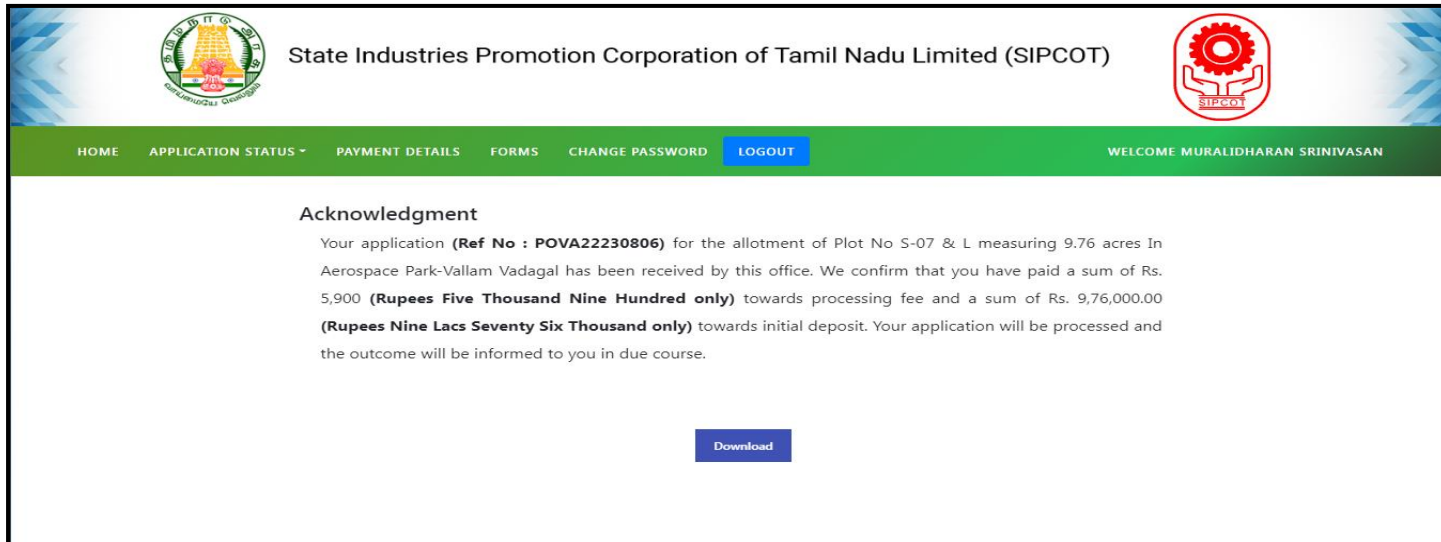 தமிழ்நாடு அரசு
வாய்மையே வெல்லும்
State Industries Promotion Corporation of Tamil Nadu Limited (SIPCOT)
SIPCOT
HOME APPLICATION STATUS PAYMENT DETAILS FORMS CHANGE PASSWORD LOGOUT WELCOME MURALIDHARAN SRINIVASAN
Acknowledgment
Your application (Ref No : POVA22230806) for the allotment of Plot No S-07 & L measuring 9.76 acres In
Aerospace Park-Vallam Vadagal has been received by this office. We confirm that you have paid a sum of Rs.
5,900 (Rupees Five Thousand Nine Hundred only) towards processing fee and a sum of Rs. 9,76,000.00
(Rupees Nine Lacs Seventy Six Thousand only) towards initial deposit. Your application will be processed and
the outcome will be informed to you in due course.
Download